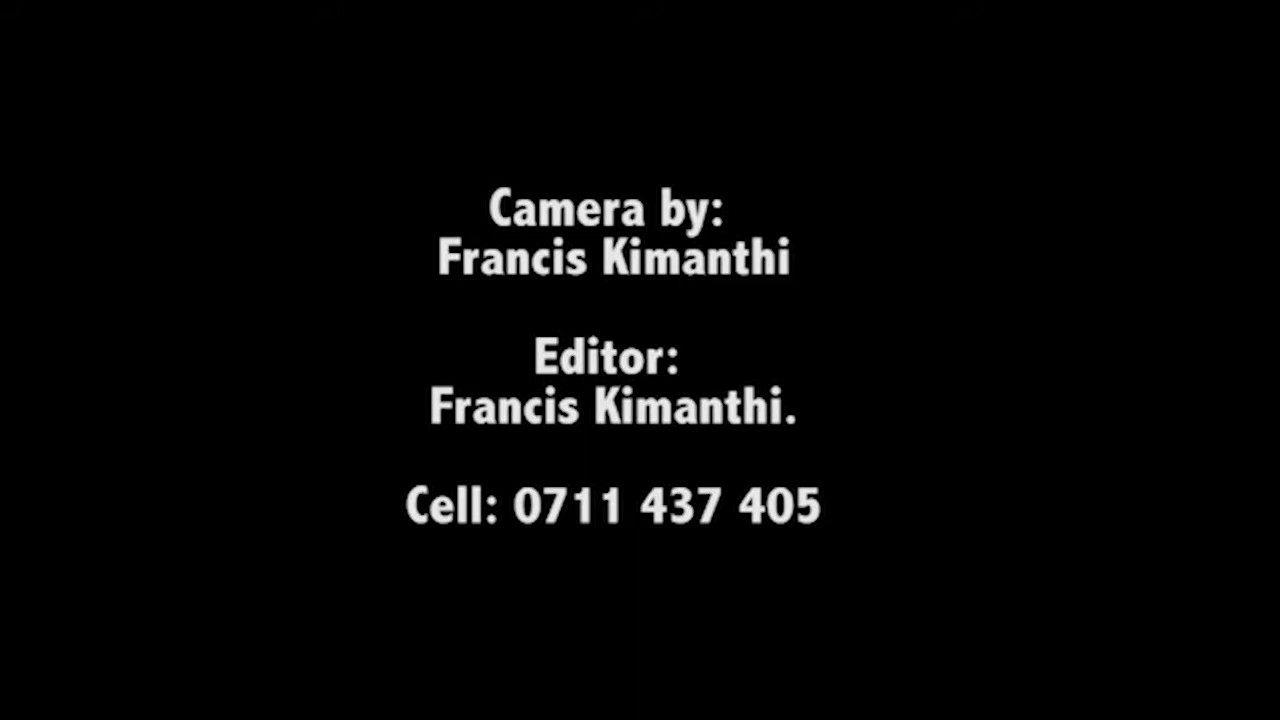 Camera by:
Francis Kimanthi
Editor:
Francis Kimanthi.
Cell: 0711 437 405